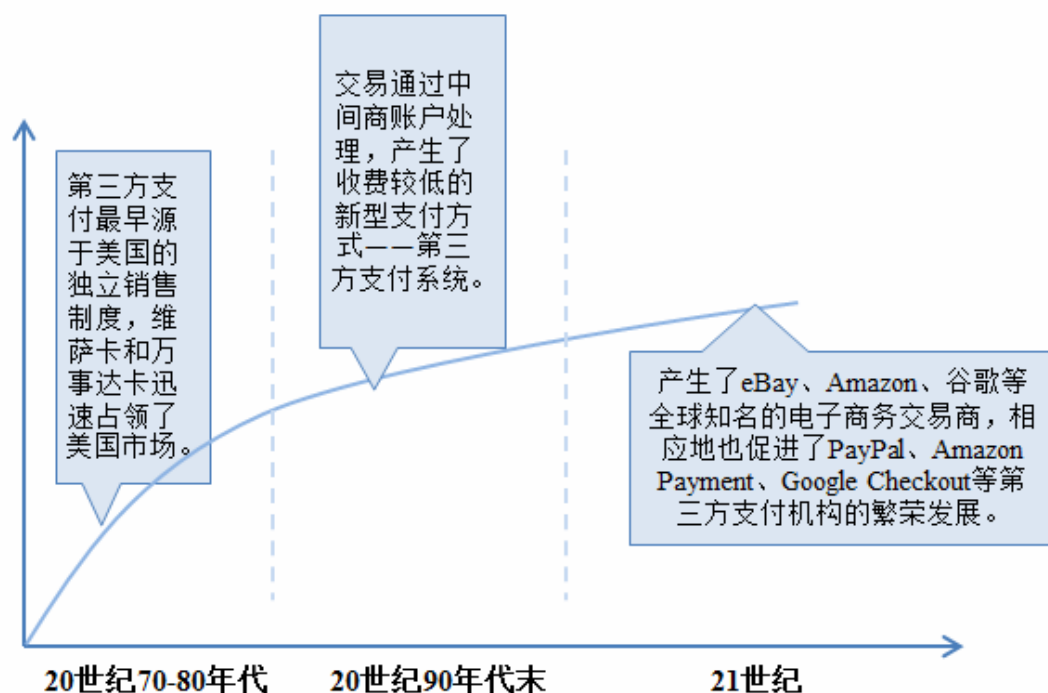 第三方支
付最早源
于美国的
独立销售
制度，维
萨卡和万
事达卡迅
速占领了
美国市场。
交易通过中
间商账户处
理，产生了
收费较低的
新型支付方
式——第三
方支付系统。
产生了eBay、Amazon、谷歌等
全球知名的电子商务交易商，相
应地也促进了PayPal、Amazon
Payment、Google Checkout等第
三方支付机构的繁荣发展。
20世纪70-80年代
20世纪90年代末
21世纪